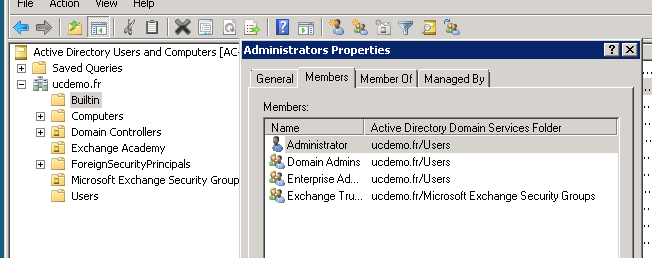 File Action View Help
Active Directory Users and Computers [AC-
Saved Queries
ucdemo.fr
Builtin
Computers
Domain Controllers
Exchange Academy
ForeignSecurityPrincipals
Microsoft Exchange Security Group
Users
Administrators Properties
General Members Member Of Managed By
Members:
Name Active Directory Domain Services Folder
Administrator ucdemo.fr/Users
Domain Admins ucdemo.fr/Users
Enterprise Ad... ucdemo.fr/Users
Exchange Tru... ucdemo.fr/Microsoft Exchange Security Groups